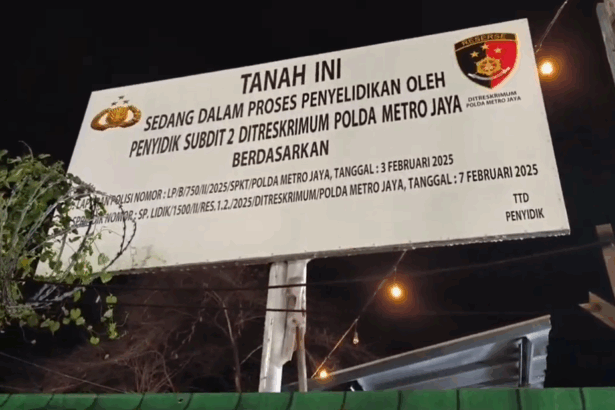 TANAH INI
SEDANG DALAM PROSES PENYELIDIKAN OLEH
PENYIDIK SUBDIT 2 DITRESKRIMUM POLDA METRO JAYA
BERDASARKAN
POLISI NOMOR : LP/B/750/II/2025/SPKT/POLDA METRO JAYA, TANGGAL : 3 FEBRUARI 2025
NOMOR : SP. LIDIK/1500/II/RES.1.2./2025/DITRESKRIMUM/POLDA METRO JAYA, TANGGAL : 7 FEBRUARI 2025
TTD
PENYIDIK
RESERSE
DITRESKRIMUM
POLDA METRO JAYA